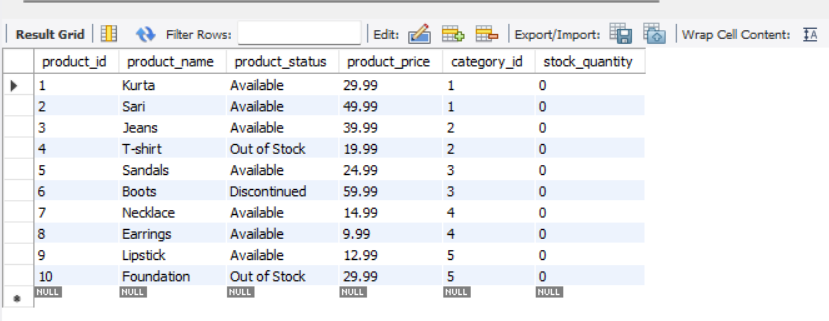 Result Grid Filter Rows: Edit: Export/Import: Wrap Cell Content: IA
product_id product_name product_status product_price category_id stock_quantity
1 Kurta Available 29.99 1 0
2 Sari Available 49.99 1 0
3 Jeans Available 39.99 2 0
4 T-shirt Out of Stock 19.99 2 0
5 Sandals Available 24.99 3 0
6 Boots Discontinued 59.99 3 0
7 Necklace Available 14.99 4 0
8 Earrings Available 9.99 4 0
9 Lipstick Available 12.99 5 0
10 Foundation Out of Stock 29.99 5 0
NULL NULL NULL NULL NULL NULL